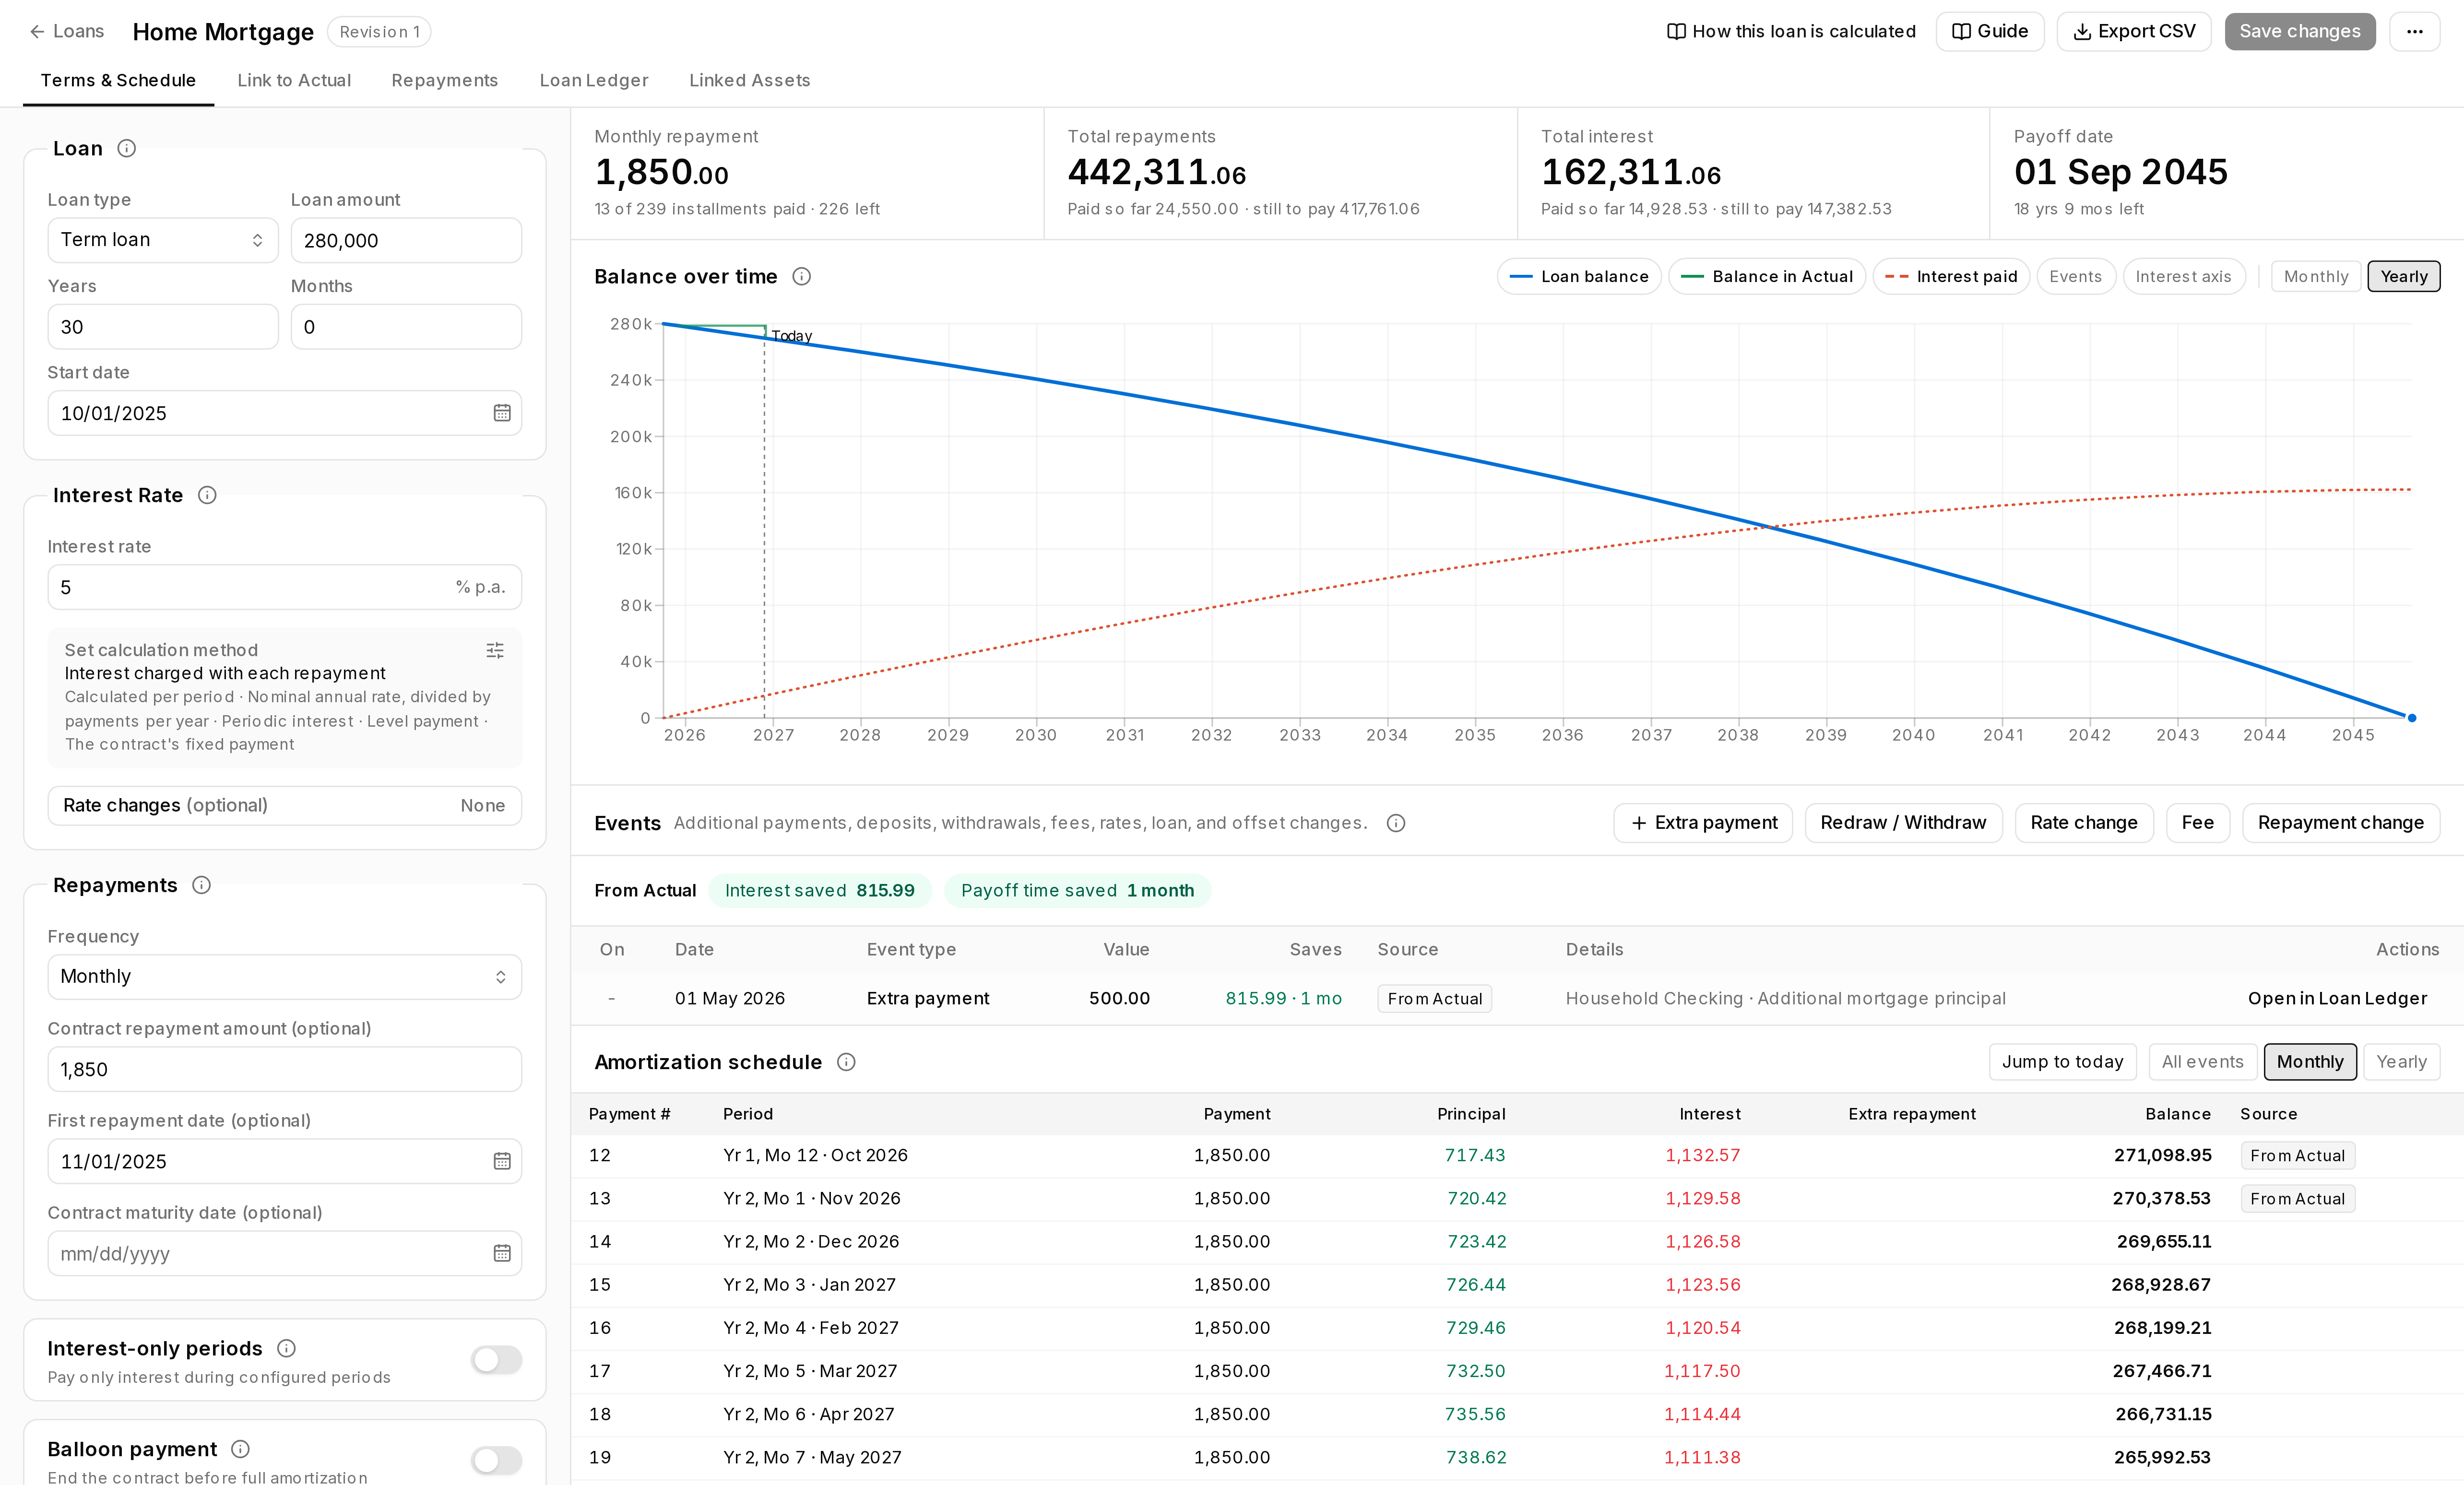 Loans
Home Mortgage
Revision 1
How this loan is calculated
Guide
Export CSV
Save changes
Terms & Schedule
Link to Actual
Repayments
Loan Ledger
Linked Assets
Loan
Loan type
Loan amount
Term loan
280,000
Years
Months
30
0
Start date
10/01/2025
Interest Rate
Interest rate
5
% p.a.
Set calculation method
Interest charged with each repayment
Calculated per period · Nominal annual rate, divided by
payments per year · Periodic interest · Level payment ·
The contract's fixed payment
Rate changes (optional)
None
Repayments
Frequency
Monthly
Contract repayment amount (optional)
1,850
First repayment date (optional)
11/01/2025
Contract maturity date (optional)
mm/dd/yyyy
Interest-only periods
Pay only interest during configured periods
Balloon payment
End the contract before full amortization
Monthly repayment
1,850.00
13 of 239 installments paid · 226 left
Total repayments
442,311.06
Paid so far 24,550.00 · still to pay 417,761.06
Total interest
162,311.06
Paid so far 14,928.53 · still to pay 147,382.53
Payoff date
01 Sep 2045
18 yrs 9 mos left
Balance over time
Loan balance
Balance in Actual
Interest paid
Events
Interest axis
Monthly
Yearly
280k
Today
240k
200k
160k
120k
80k
40k
0
2026 2027 2028 2029 2030 2031 2032 2033 2034 2035 2036 2037 2038 2039 2040 2041 2042 2043 2044 2045
Events
Additional payments, deposits, withdrawals, fees, rates, loan, and offset changes.
Extra payment
Redraw / Withdraw
Rate change
Fee
Repayment change
From Actual
Interest saved 815.99
Payoff time saved 1 month
On Date Event type Value Saves Source Details Actions
- 01 May 2026 Extra payment 500.00 815.99 · 1 mo From Actual Household Checking · Additional mortgage principal Open in Loan Ledger
Amortization schedule
Jump to today
All events
Monthly
Yearly
Payment # Period Payment Principal Interest Extra repayment Balance Source
12 Yr 1, Mo 12 · Oct 2026 1,850.00 717.43 1,132.57 271,098.95 From Actual
13 Yr 2, Mo 1 · Nov 2026 1,850.00 720.42 1,129.58 270,378.53 From Actual
14 Yr 2, Mo 2 · Dec 2026 1,850.00 723.42 1,126.58 269,655.11
15 Yr 2, Mo 3 · Jan 2027 1,850.00 726.44 1,123.56 268,928.67
16 Yr 2, Mo 4 · Feb 2027 1,850.00 729.46 1,120.54 268,199.21
17 Yr 2, Mo 5 · Mar 2027 1,850.00 732.50 1,117.50 267,466.71
18 Yr 2, Mo 6 · Apr 2027 1,850.00 735.56 1,114.44 266,731.15
19 Yr 2, Mo 7 · May 2027 1,850.00 738.62 1,111.38 265,992.53